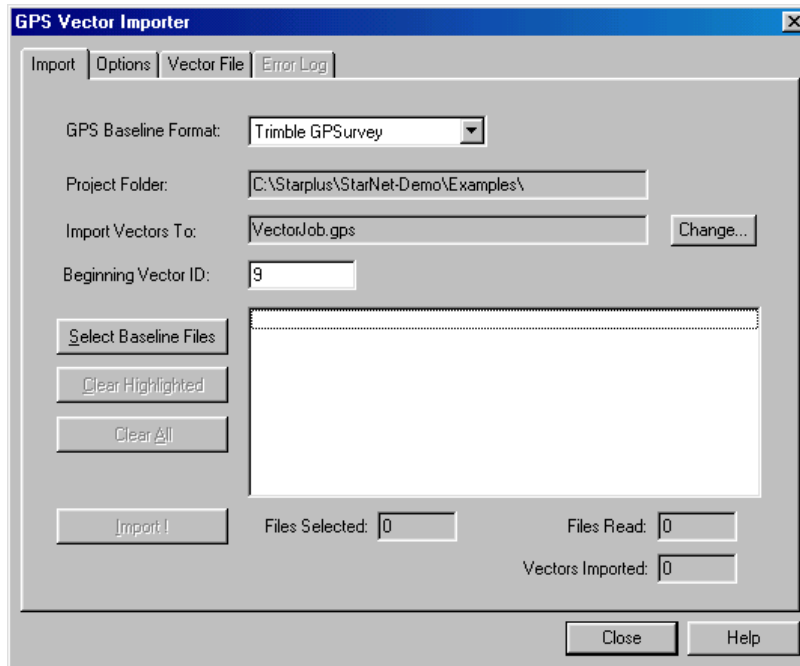 GPS Vector Importer
Import Options Vector File Error Log
GPS Baseline Format: Trimble GPSurvey
Project Folder: C:\Starplus\StarNet-Demo\Examples\
Import Vectors To: VectorJob.gps Change...
Beginning Vector ID: 9
Select Baseline Files
Clear Highlighted
Clear All
Import !
Files Selected: 0 Files Read: 0
Vectors Imported: 0
Close Help